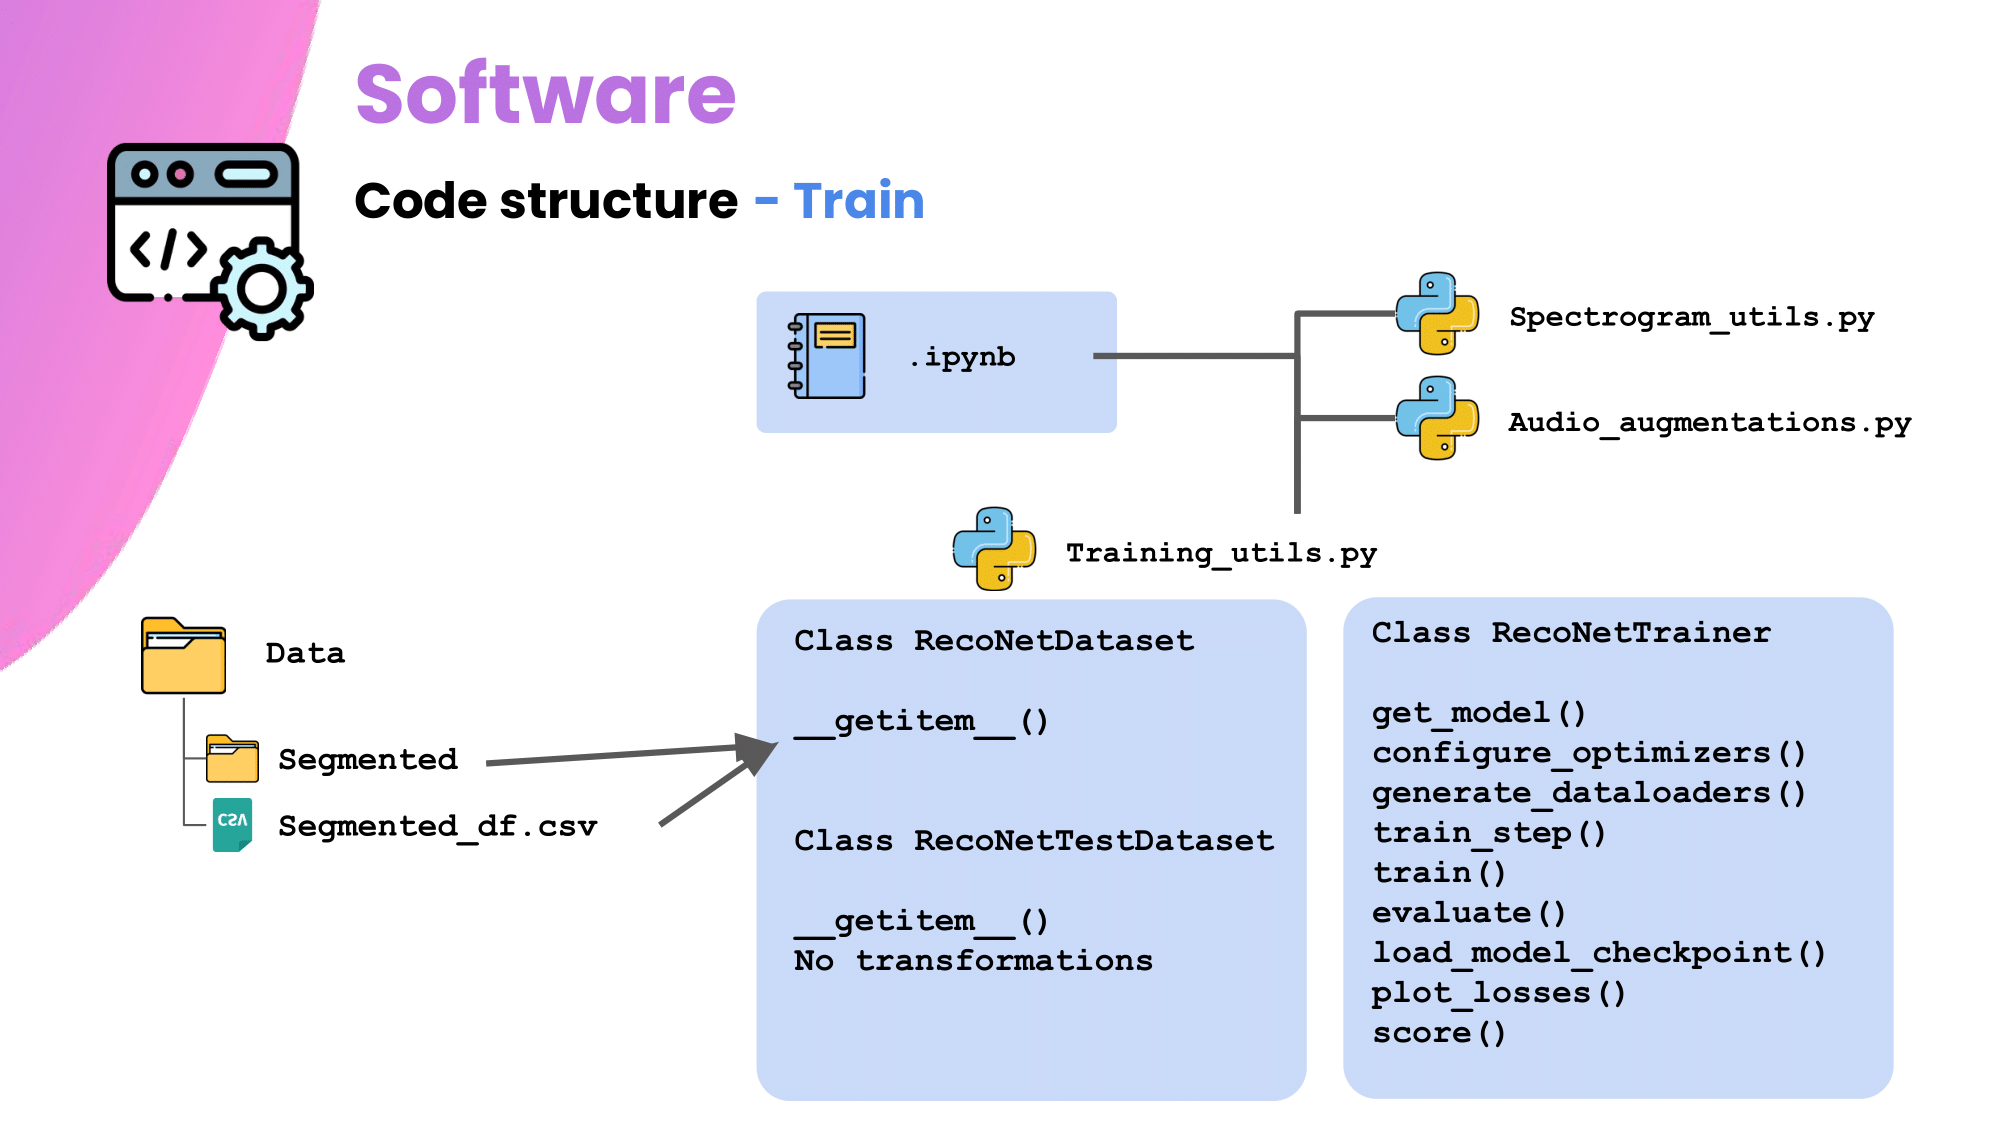 Software
Code structure - Train
</>
.ipynb
Spectrogram_utils.py
Audio_augmentations.py
Training_utils.py
Data
Segmented
CSV
Segmented_df.csv
Class RecoNetDataset
__getitem__()
Class RecoNetTestDataset
__getitem__()
No transformations
Class RecoNetTrainer
get_model()
configure_optimizers()
generate_dataloaders()
train_step()
train()
evaluate()
load_model_checkpoint()
plot_losses()
score()